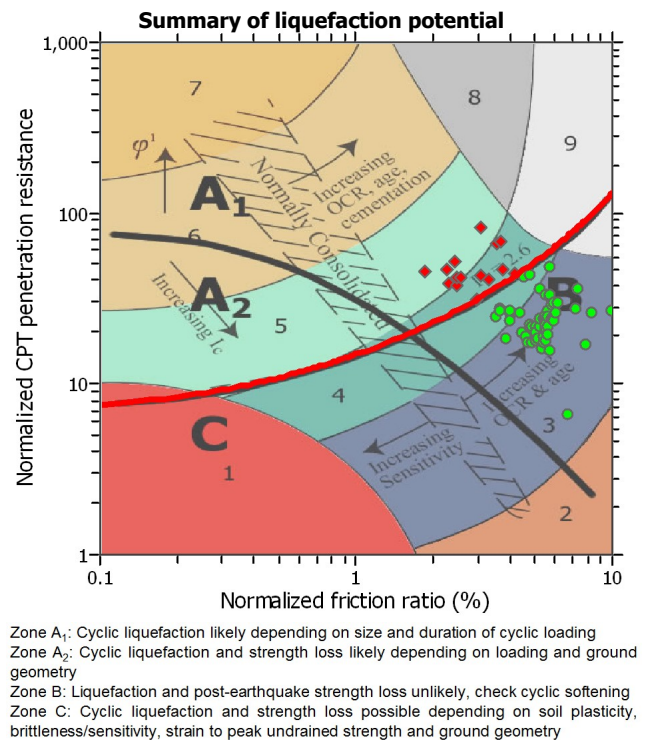 Summary of liquefaction potential
1,000
7
8
9
φ¹
A₁
Normally Consolidated
Increasing
OCR, age,
cementation
100
6
A₂
Increasing Ic
5
2.6
B
10
4
Increasing
OCR & age
3
Increasing
Sensitivity
C
1
2
1
0.1
1
10
Normalized CPT penetration resistance
Normalized friction ratio (%)
Zone A₁: Cyclic liquefaction likely depending on size and duration of cyclic loading
Zone A₂: Cyclic liquefaction and strength loss likely depending on loading and ground
geometry
Zone B: Liquefaction and post-earthquake strength loss unlikely, check cyclic softening
Zone C: Cyclic liquefaction and strength loss possible depending on soil plasticity,
brittleness/sensitivity, strain to peak undrained strength and ground geometry